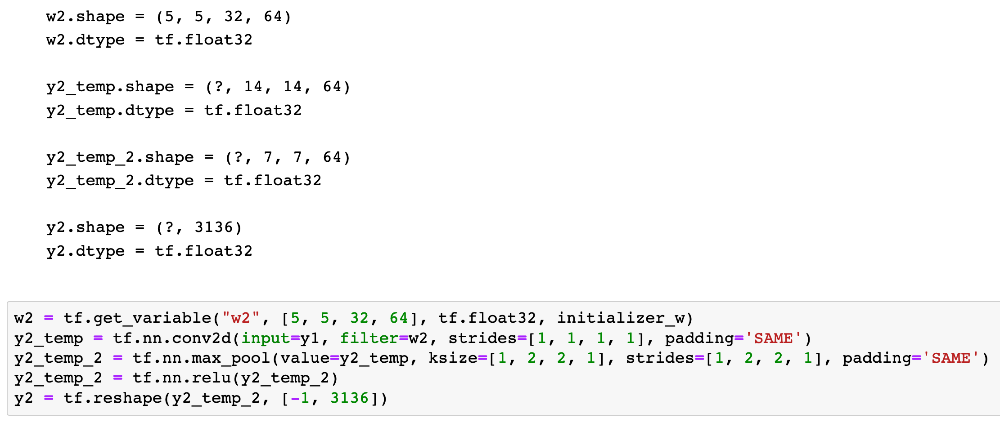 w2.shape = (5, 5, 32, 64)
w2.dtype = tf.float32
y2_temp.shape = (?, 14, 14, 64)
y2_temp.dtype = tf.float32
y2_temp_2.shape = (?, 7, 7, 64)
y2_temp_2.dtype = tf.float32
y2.shape = (?, 3136)
y2.dtype = tf.float32
w2 = tf.get_variable("w2", [5, 5, 32, 64], tf.float32, initializer_w)
y2_temp = tf.nn.conv2d(input=y1, filter=w2, strides=[1, 1, 1, 1], padding='SAME')
y2_temp_2 = tf.nn.max_pool(value=y2_temp, ksize=[1, 2, 2, 1], strides=[1, 2, 2, 1], padding='SAME')
y2_temp_2 = tf.nn.relu(y2_temp_2)
y2 = tf.reshape(y2_temp_2, [-1, 3136])